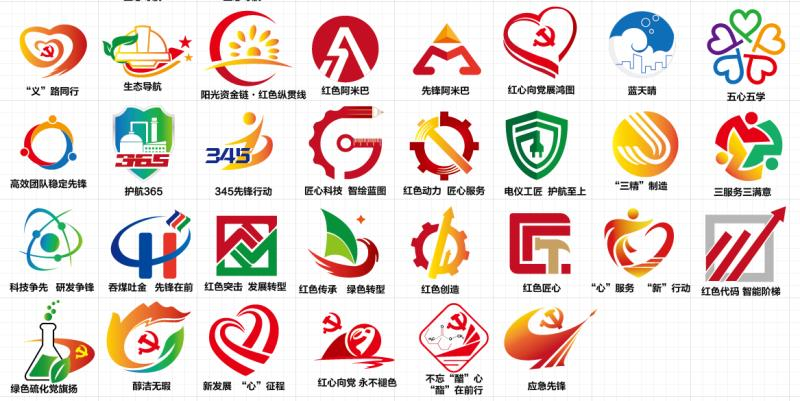 "义"路同行
生态导航
阳光资金链·红色纵贯线
红色阿米巴
先锋阿米巴
红心向党展鸿图
蓝天晴
五心五学
高效团队稳定先锋
365
护航365
345
345先锋行动
匠心科技 智绘蓝图
红色动力 匠心服务
电仪工匠 护航至上
"三精"制造
三服务三满意
科技争先 研发争锋
吞煤吐金 先锋在前
红色突击 发展转型
红色传承 绿色转型
红色创造
红色匠心
"心"服务 "新"行动
红色代码 智能阶梯
绿色硫化党旗扬
醇洁无瑕
新发展 "心"征程
红心向党 永不褪色
不忘"醋"心
"酯"在前行
应急先锋